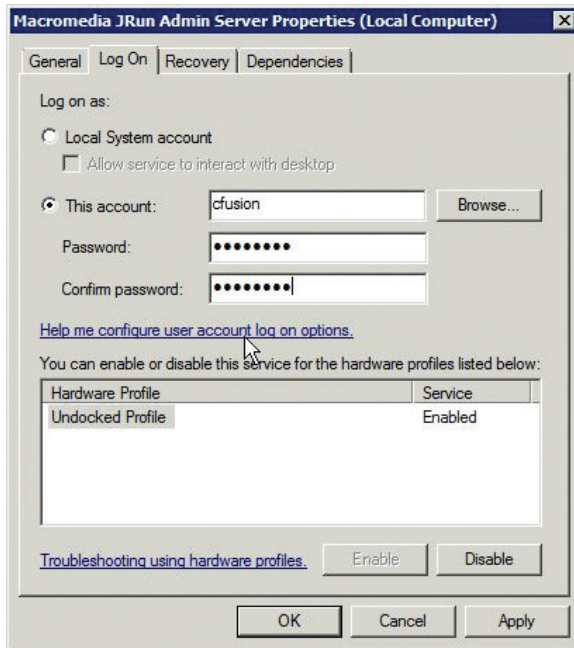 Macromedia JRun Admin Server Properties (Local Computer)
General Log On Recovery Dependencies
Log on as:
Local System account
Allow service to interact with desktop
This account: cfusion Browse...
Password: ●●●●●●●●
Confirm password: ●●●●●●●●
Help me configure user account log on options.
You can enable or disable this service for the hardware profiles listed below:
Hardware Profile Service
Undocked Profile Enabled
Troubleshooting using hardware profiles. Enable Disable
OK Cancel Apply